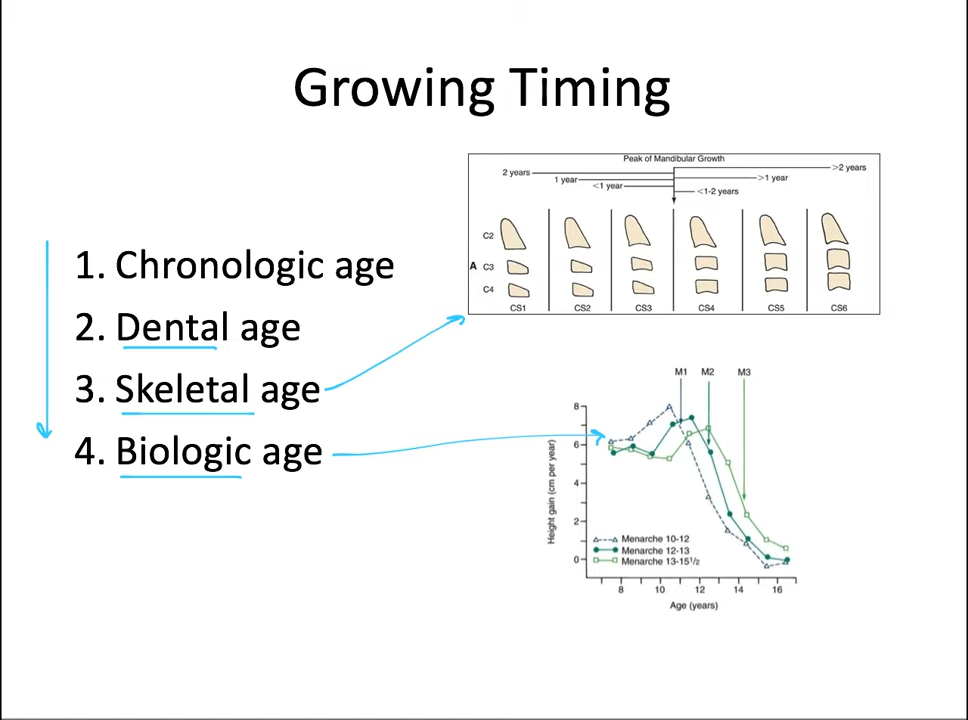 Growing Timing
1. Chronologic age
2. Dental age
3. Skeletal age
4. Biologic age
Peak of Mandibular Growth
2 years
>2 years
1 year
>1 year
<1 year
<1-2 years
C2
A C3
C4
CS1 CS2 CS3 CS4 CS5 CS6
M1 M2 M3
Height gain (cm per year)
8
6
4
2
0
Menarche 10-12
Menarche 12-13
Menarche 13-15 1/2
8 10 12 14 16
Age (years)